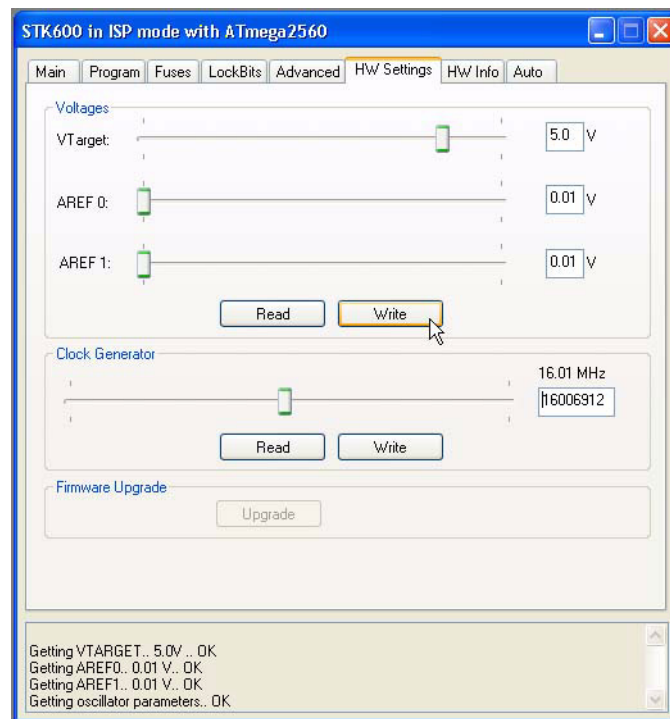 STK600 in ISP mode with ATmega2560
Main Program Fuses LockBits Advanced HW Settings HW Info Auto
Voltages
VTarget: 5.0 V
AREF 0: 0.01 V
AREF 1: 0.01 V
Read Write
Clock Generator
16.01 MHz
16006912
Read Write
Firmware Upgrade
Upgrade
Getting VTARGET.. 5.0V .. OK
Getting AREF0.. 0.01 V.. OK
Getting AREF1.. 0.01 V.. OK
Getting oscillator parameters.. OK